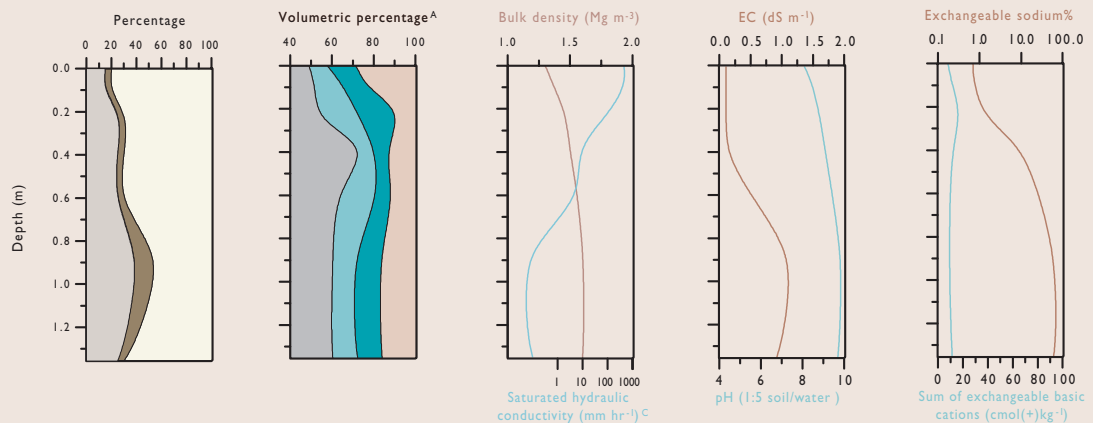 Percentage
0 20 40 60 80 100
Depth (m)
0.0
0.2
0.4
0.6
0.8
1.0
1.2
Volumetric percentage A
40 60 80 100
Bulk density (Mg m-3)
1.0 1.5 2.0
1 10 100 1000
Saturated hydraulic
conductivity (mm hr-1) C
EC (dS m-1)
0.0 0.5 1.0 1.5 2.0
4 6 8 10
pH (1:5 soil/water )
Exchangeable sodium%
0.1 1.0 10.0 100.0
0 20 40 60 80 100
Sum of exchangeable basic
cations (cmol(+)kg-1)